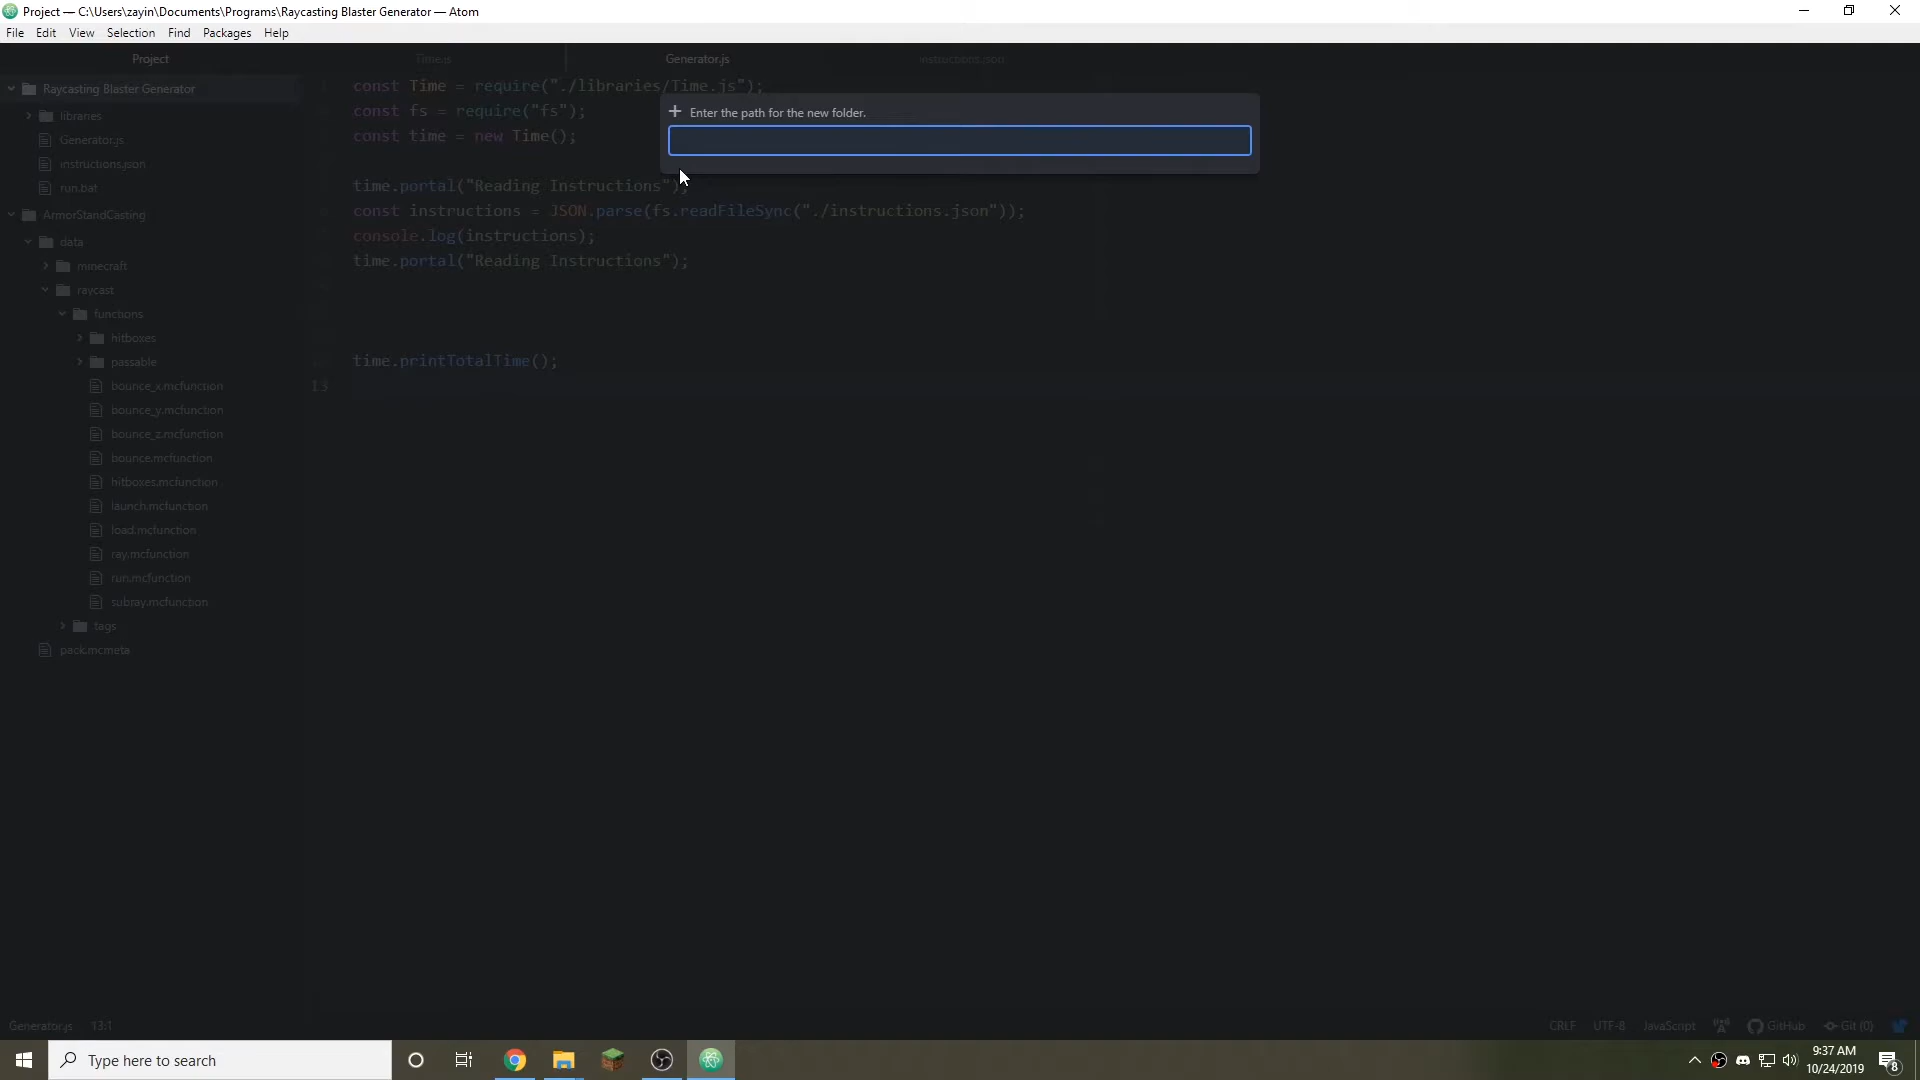 Project — C:\Users\zayin\Documents\Programs\Raycasting Blaster Generator — Atom
File Edit View Selection Find Packages Help
Project
Time.js
Generator.js
instructions.json
Raycasting Blaster Generator
libraries
Generator.js
instructions.json
run.bat
ArmorStandCasting
data
minecraft
raycast
functions
hitboxes
passable
bounce_x.mcfunction
bounce_y.mcfunction
bounce_z.mcfunction
bounce.mcfunction
hitboxes.mcfunction
launch.mcfunction
load.mcfunction
ray.mcfunction
run.mcfunction
subray.mcfunction
tags
pack.mcmeta
const Time = require("./libraries/Time.js");
const fs = require("fs");
const time = new Time();
time.portal("Reading Instructions");
const instructions = JSON.parse(fs.readFileSync("./instructions.json"));
console.log(instructions);
time.portal("Reading Instructions");
time.printTotalTime();
13
Enter the path for the new folder.
Generator.js 13:1
CRLF UTF-8 JavaScript GitHub Git (0)
Type here to search
9:37 AM
10/24/2019
8